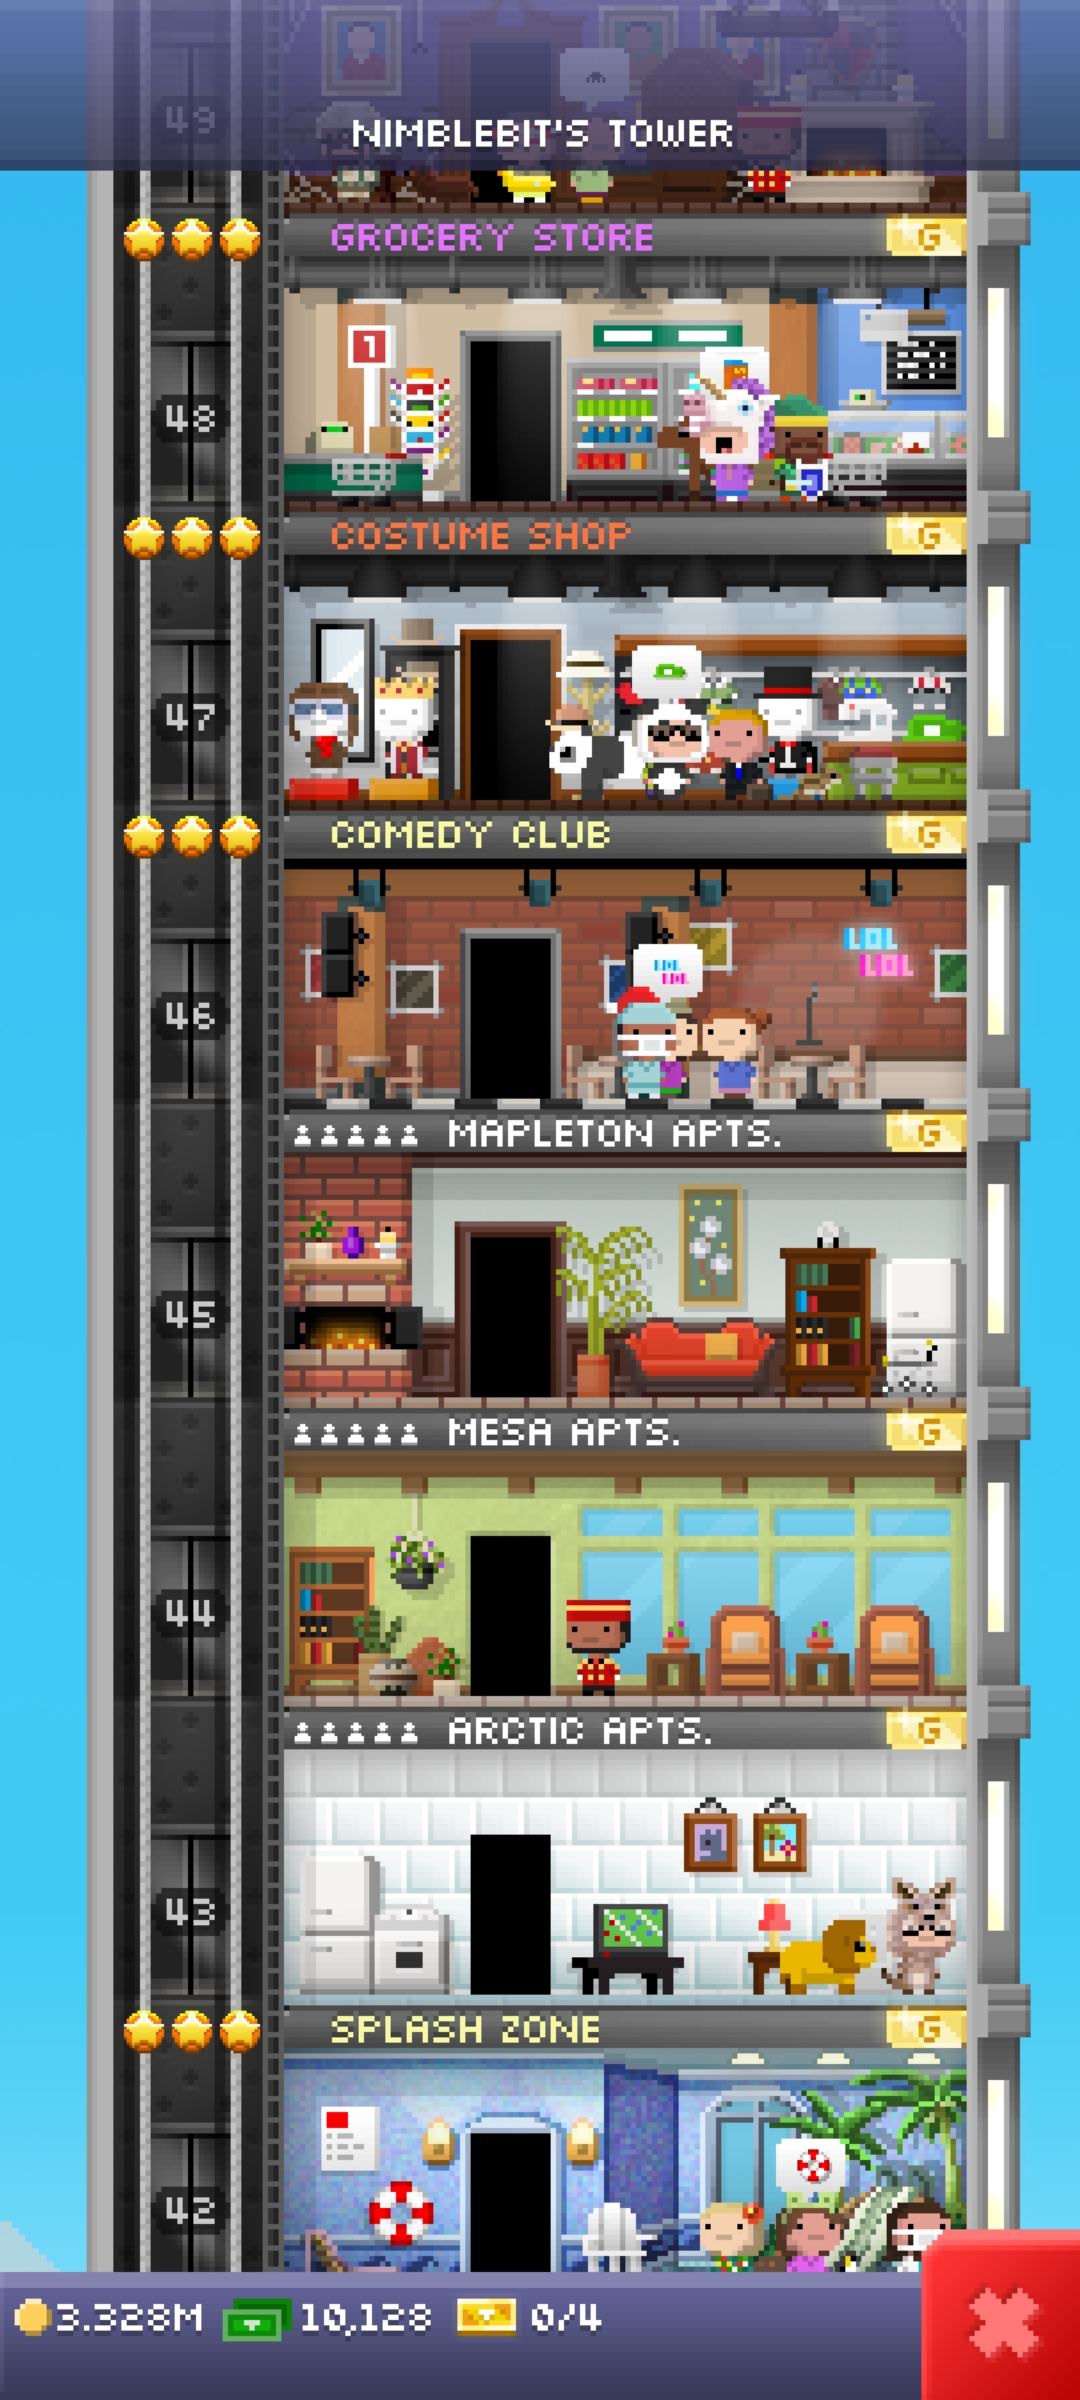 49
NIMBLEBIT'S TOWER
GROCERY STORE G
1
48
COSTUME SHOP G
47
COMEDY CLUB G
LOL
LOL
LOL
LOL
46
MAPLETON APTS. G
45
MESA APTS. G
44
ARCTIC APTS. G
43
SPLASH ZONE G
42
3.328M 10,128 0/4